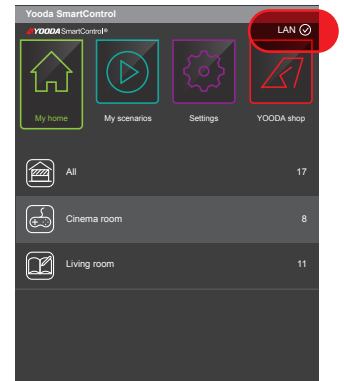 Yooda SmartControl
YOODA SmartControl®
LAN
My home
My scenarios
Settings
YOODA shop
All 17
Cinema room 8
Living room 11